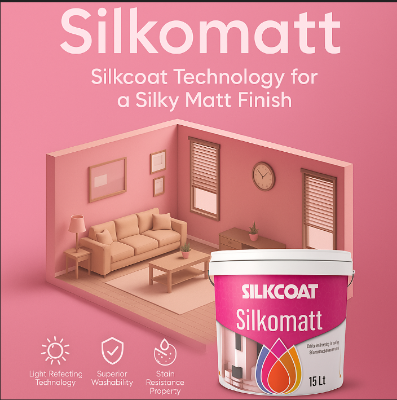 Silkomatt
Silkcoat Technology for
a Silky Matt Finish
SILKCOAT
Silkomatt
15 Lt
Light Reflecting
Technology
Superior
Washability
Stain
Resistance
Property